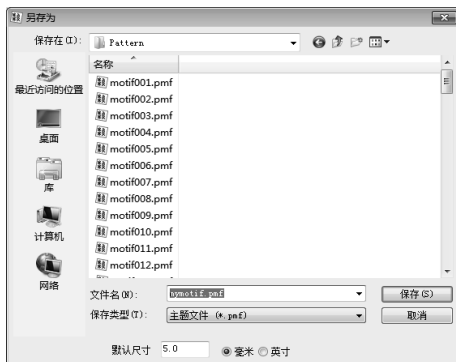 另存为
保存在(I):
Pattern
名称
motif001.pmf
motif002.pmf
motif003.pmf
motif004.pmf
motif005.pmf
motif006.pmf
motif007.pmf
motif008.pmf
motif009.pmf
motif010.pmf
motif011.pmf
motif012.pmf
最近访问的位置
桌面
库
计算机
网络
文件名(N):
mymotif.pmf
保存(S)
保存类型(T):
主题文件 (*.pmf)
取消
默认尺寸 5.0 毫米 英寸